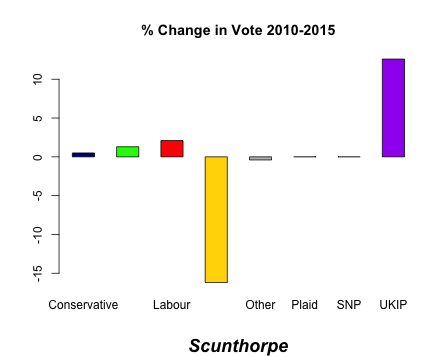 % Change in Vote 2010-2015
10
5
0
-5
-10
-15
Conservative Labour Other Plaid SNP UKIP
Scunthorpe